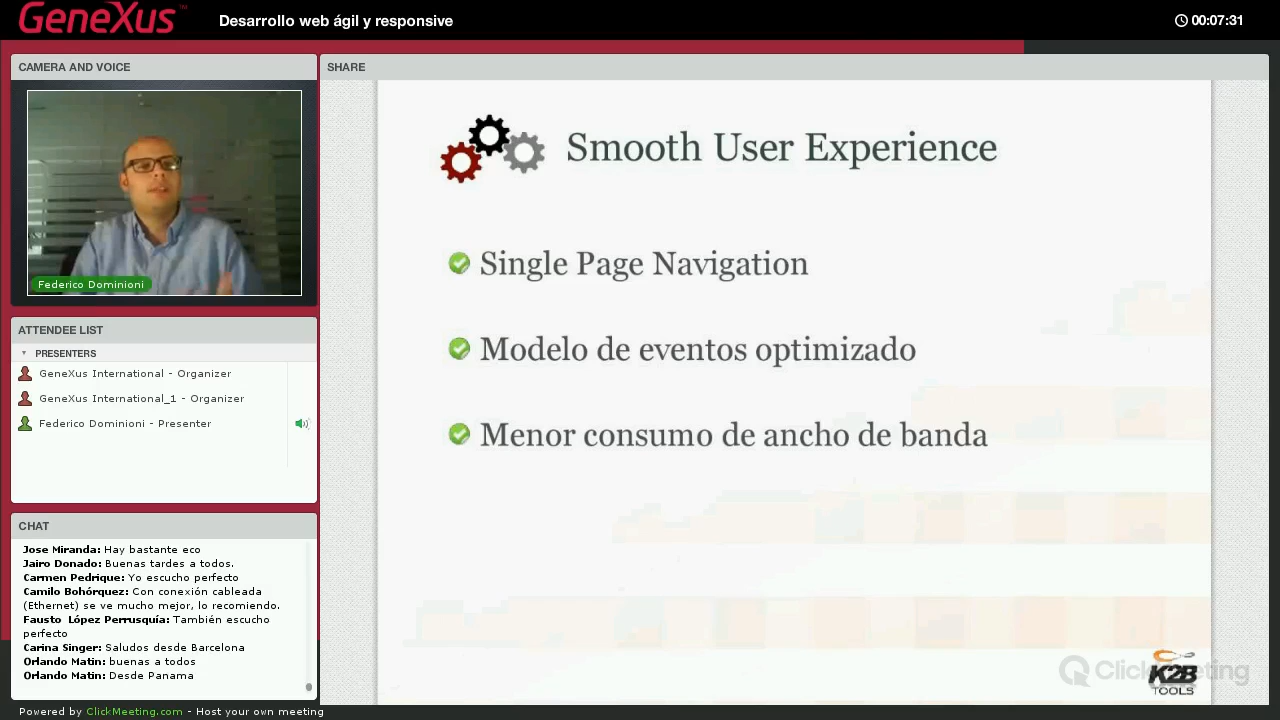 GeneXus™
Desarrollo web ágil y responsive
00:07:31
CAMERA AND VOICE
Federico Dominioni
ATTENDEE LIST
PRESENTERS
GeneXus International - Organizer
GeneXus International_1 - Organizer
Federico Dominioni - Presenter
CHAT
Jose Miranda: Hay bastante eco
Jairo Donado: Buenas tardes a todos
Carmen Pedrique: Yo escucho perfecto
Camilo Bohórquez: Con conexión cableada
(Ethernet) se ve mucho mejor, lo recomiendo.
Fausto López Perrusquía: También escucho
perfecto
Carina Singer: Saludos desde Barcelona
Orlando Matin: buenas a todos
Orlando Matin: Desde Panama
Powered by ClickMeeting.com - Host your own meeting
SHARE
Smooth User Experience
Single Page Navigation
Modelo de eventos optimizado
Menor consumo de ancho de banda
ClickMeeting
K2B
TOOLS